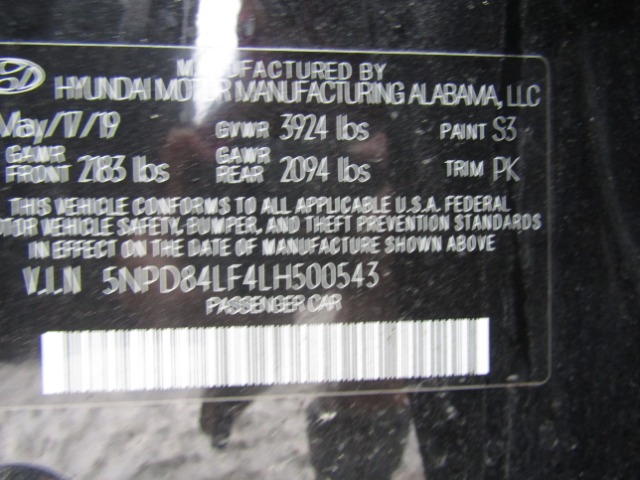 MANUFACTURED BY
HYUNDAI MOTOR MANUFACTURING ALABAMA, LLC
May/17/19 GVWR 3924 lbs PAINT S3
GAWR FRONT 2183 lbs GAWR REAR 2094 lbs TRIM PK
THIS VEHICLE CONFORMS TO ALL APPLICABLE U.S.A. FEDERAL
MOTOR VEHICLE SAFETY, BUMPER, AND THEFT PREVENTION STANDARDS
IN EFFECT ON THE DATE OF MANUFACTURE SHOWN ABOVE
V.I.N 5NPD84LF4LH500543
PASSENGER CAR